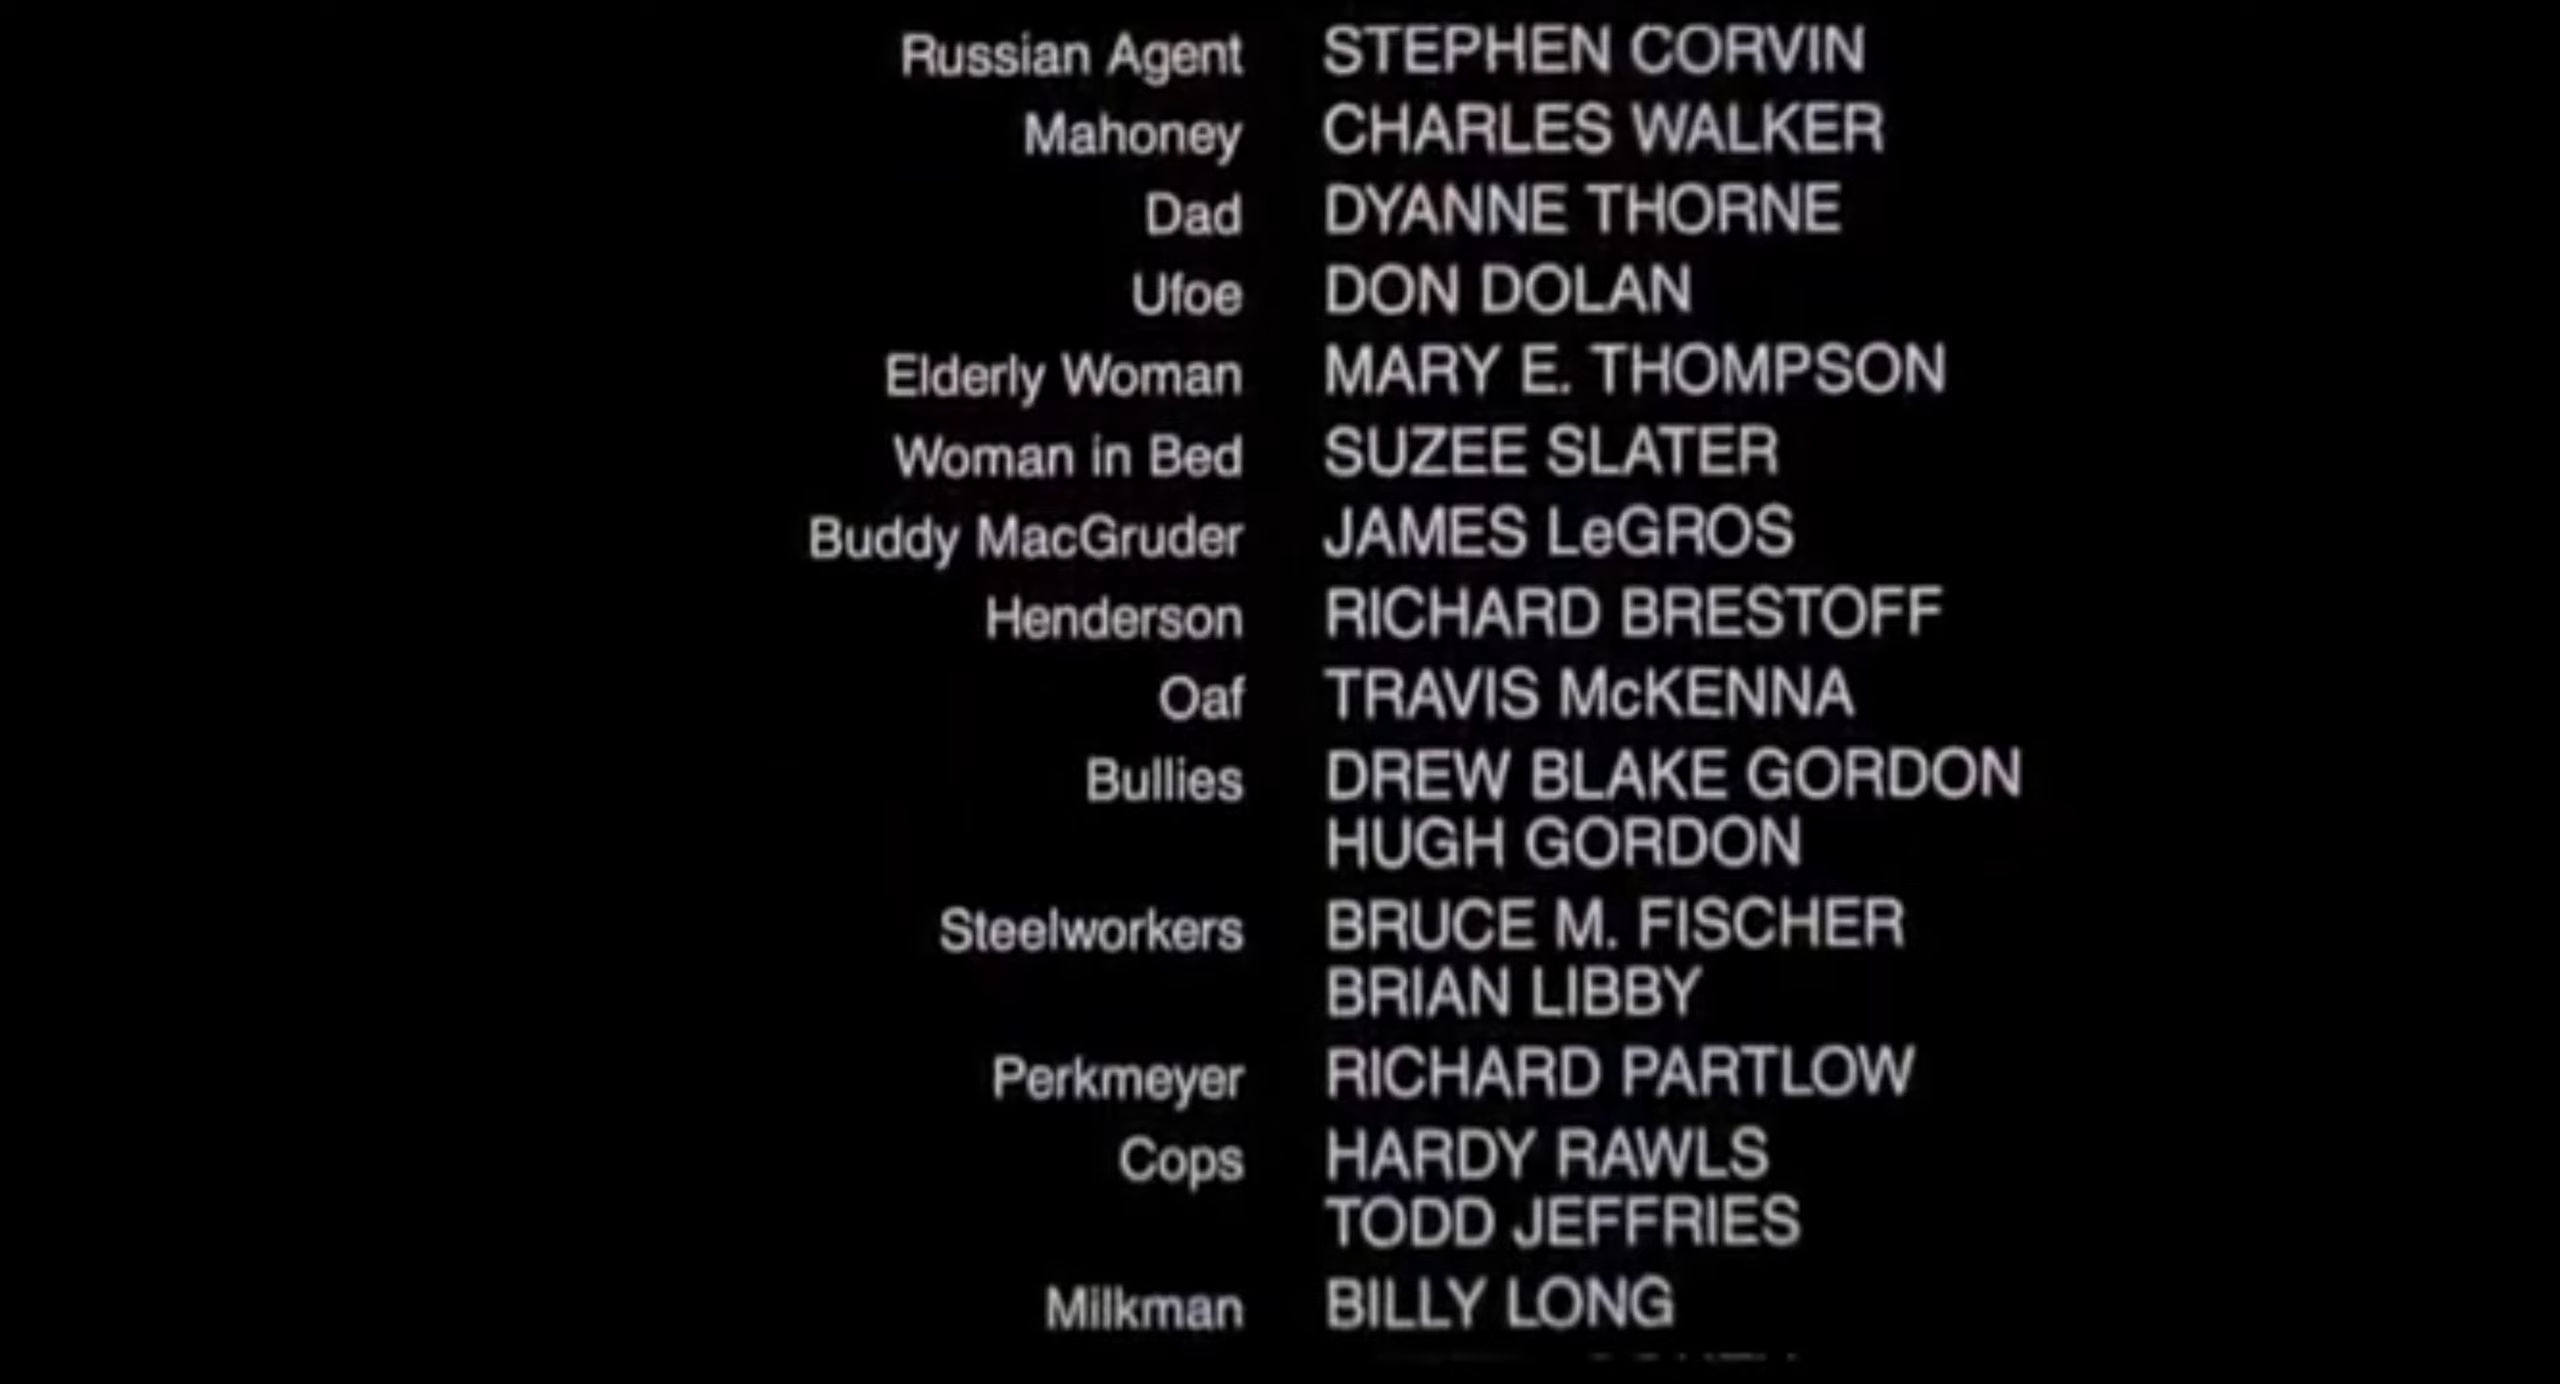 Russian Agent STEPHEN CORVIN
Mahoney CHARLES WALKER
Dad DYANNE THORNE
Ufoe DON DOLAN
Elderly Woman MARY E. THOMPSON
Woman in Bed SUZEE SLATER
Buddy MacGruder JAMES LeGROS
Henderson RICHARD BRESTOFF
Oaf TRAVIS McKENNA
Bullies DREW BLAKE GORDON
HUGH GORDON
Steelworkers BRUCE M. FISCHER
BRIAN LIBBY
Perkmeyer RICHARD PARTLOW
Cops HARDY RAWLS
TODD JEFFRIES
Milkman BILLY LONG